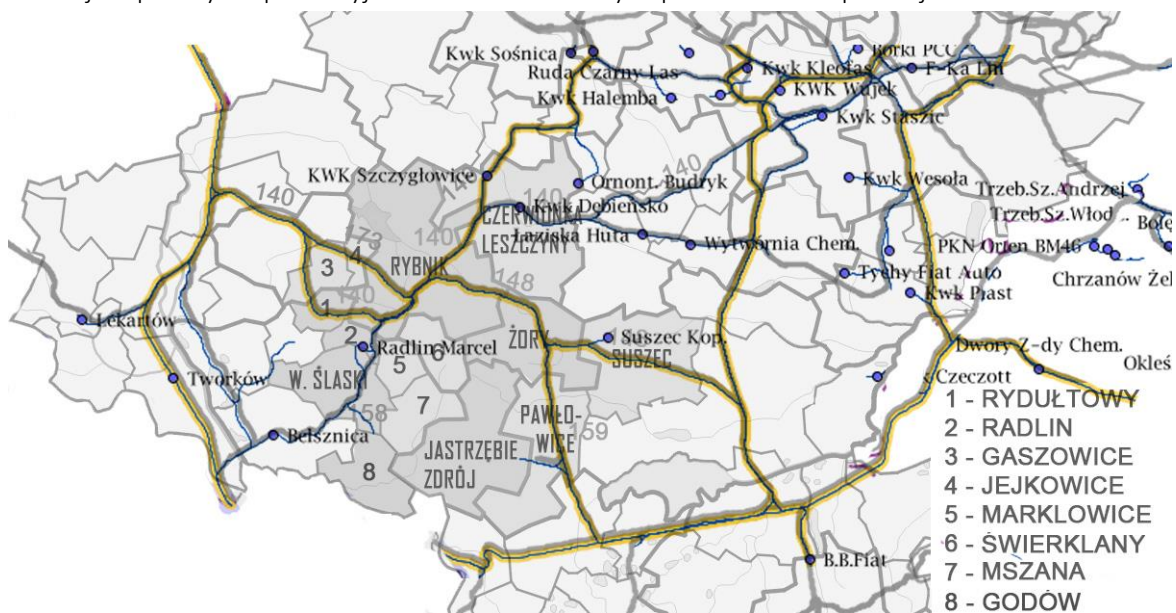 Kwk Sośnica
Borki PCC
Ruda Czarny Las
Kwk Kleofas
F-Ka Lin
KWK Wujek
Kwk Halemba
Kwk Staszic
140
KWK Szczygłowice
140
140
140
Ornont. Budryk
Kwk Wesoła
Trzeb.Sz.Andrzej
Kwk Dębieńsko
CZERWIONKA
LESZCZYNY
Trzeb.Sz.Włod
173
140
Łaziska Huta
Wytwórnia Chem.
PKN Orlen BM46
4
3
RYBNIK
148
Tychy Fiat Auto
Chrzanów Żel
Kwk Piast
140
1
Lekartów
2
Radlin Marcel
6
5
ŻORY
Suszec Kop.
SUSZEC
Dwory Z-dy Chem.
Okleś
Tworków
W. ŚLASKI
7
Czeczott
58
PAWŁO-
WICE
159
Belsznica
JASTRZĘBIE
ZDRÓJ
8
B.B.Fiat
1 - RYDUŁTOWY
2 - RADLIN
3 - GASZOWICE
4 - JEJKOWICE
5 - MARKLOWICE
6 - ŚWIERKLANY
7 - MSZANA
8 - GODÓW